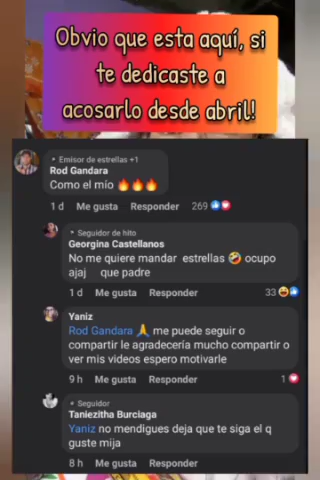 Obvio que esta aquí, si
te dedicaste a
acosarlo desde abril!
Emisor de estrellas +1
Rod Gandara
Como el mío 🔥🔥🔥
1 d Me gusta Responder 269
Seguidor de hito
Georgina Castellanos
No me quiere mandar estrellas 🤣 ocupo
ajaj que padre
1 d Me gusta Responder 33
Yaniz
Rod Gandara 🙏 me puede seguir o
compartir le agradecería mucho compartir o
ver mis videos espero motivarle
9 h Me gusta Responder 1
Seguidor
Taniezitha Burciaga
Yaniz no mendigues deja que te siga el q
guste mija
8 h Me gusta Responder